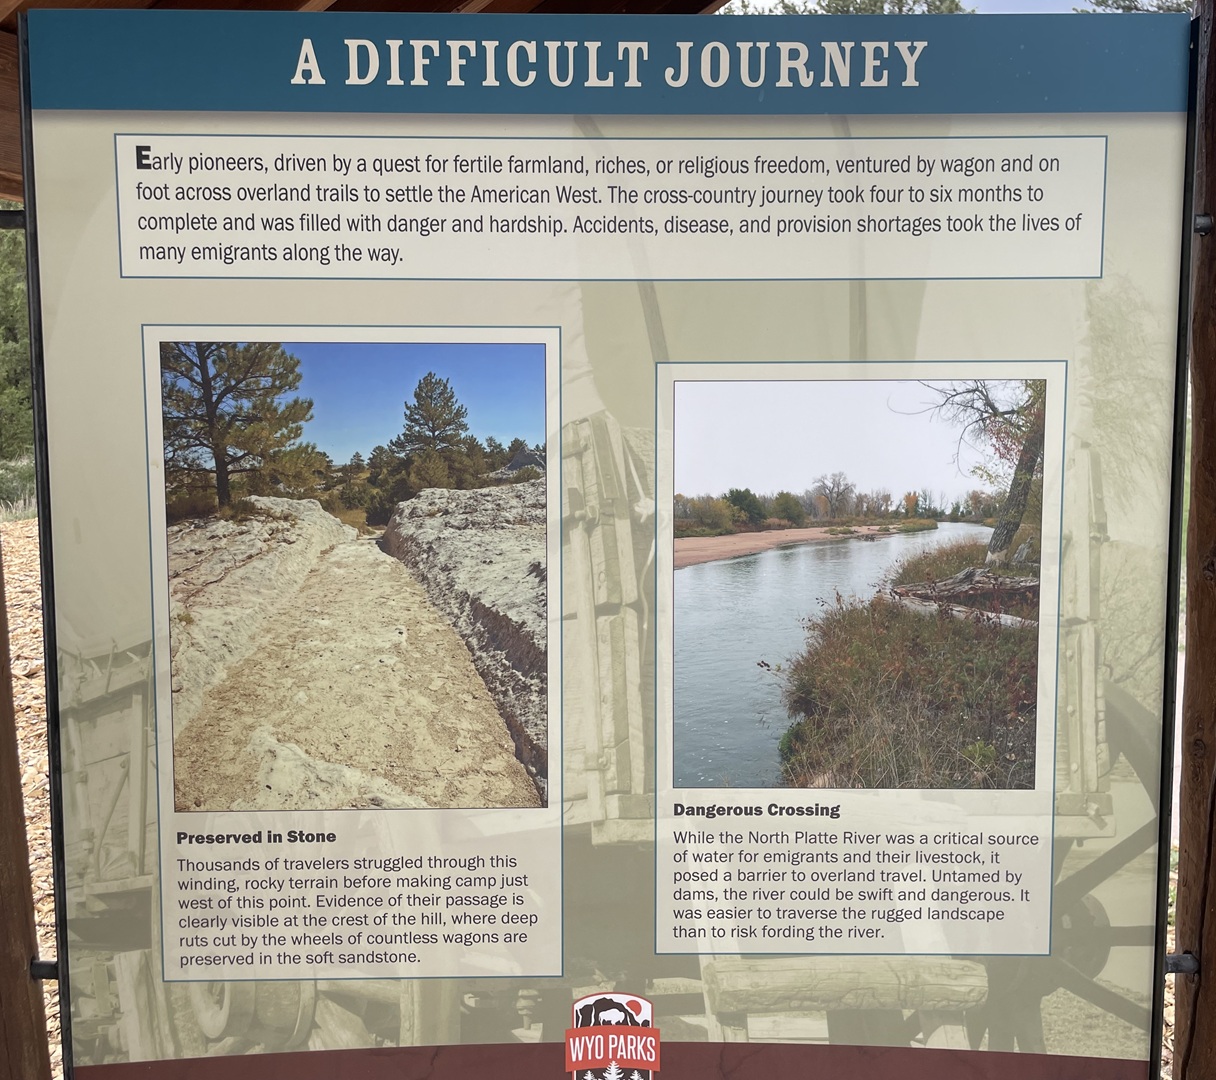 A DIFFICULT JOURNEY
Early pioneers, driven by a quest for fertile farmland, riches, or religious freedom, ventured by wagon and on
foot across overland trails to settle the American West. The cross-country journey took four to six months to
complete and was filled with danger and hardship. Accidents, disease, and provision shortages took the lives of
many emigrants along the way.
Preserved in Stone
Thousands of travelers struggled through this
winding, rocky terrain before making camp just
west of this point. Evidence of their passage is
clearly visible at the crest of the hill, where deep
ruts cut by the wheels of countless wagons are
preserved in the soft sandstone.
Dangerous Crossing
While the North Platte River was a critical source
of water for emigrants and their livestock, it
posed a barrier to overland travel. Untamed by
dams, the river could be swift and dangerous. It
was easier to traverse the rugged landscape
than to risk fording the river.
WYO PARKS